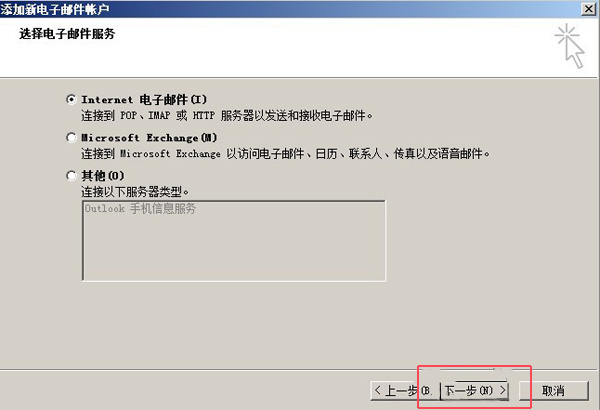 添加新电子邮件帐户
选择电子邮件服务
Internet 电子邮件(I)
连接到 POP、IMAP 或 HTTP 服务器以发送和接收电子邮件。
Microsoft Exchange(M)
连接到 Microsoft Exchange 以访问电子邮件、日历、联系人、传真以及语音邮件。
其他(O)
连接以下服务器类型。
Outlook 手机信息服务
< 上一步(B. 下一步(N) > 取消